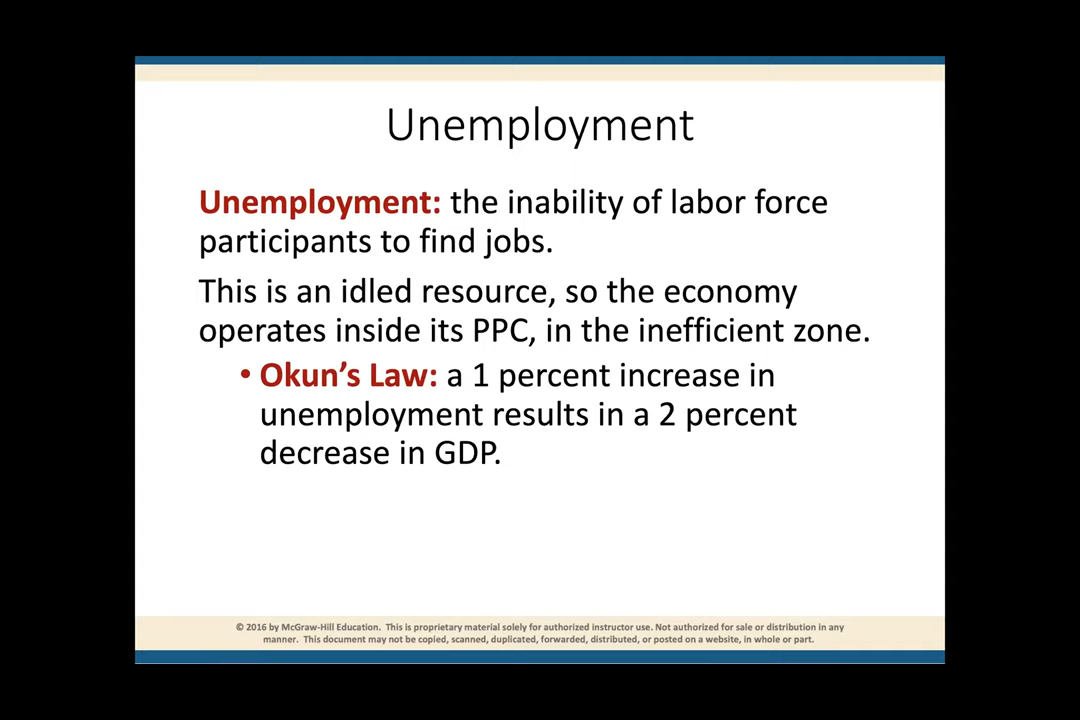 Unemployment
Unemployment: the inability of labor force
participants to find jobs.
This is an idled resource, so the economy
operates inside its PPC, in the inefficient zone.
• Okun’s Law: a 1 percent increase in
unemployment results in a 2 percent
decrease in GDP.
© 2016 by McGraw-Hill Education. This is proprietary material solely for authorized instructor use. Not authorized for sale or distribution in any
manner. This document may not be copied, scanned, duplicated, forwarded, distributed, or posted on a website, in whole or part.